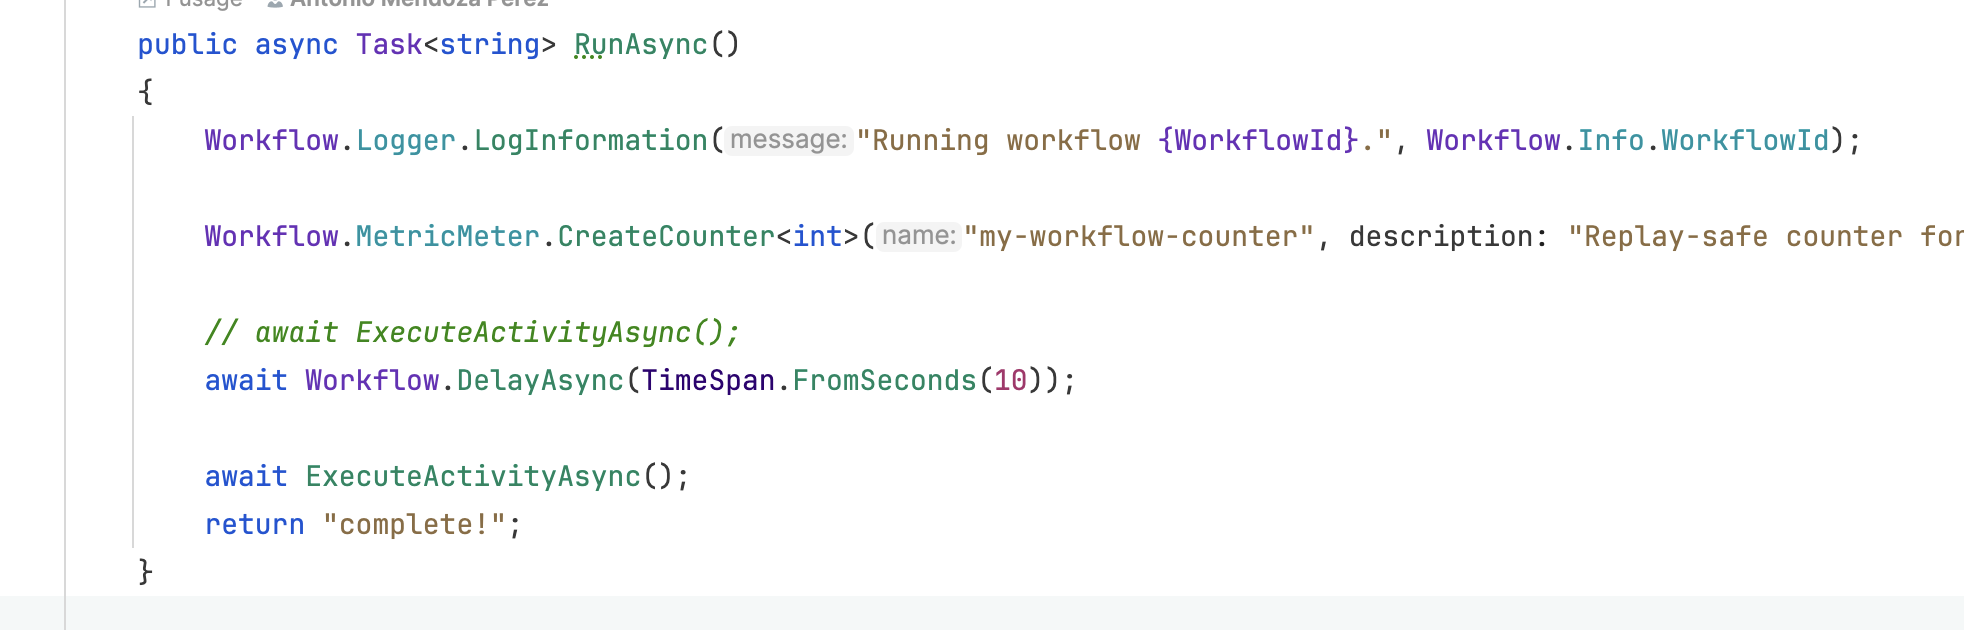 1 usage Antonio Mendoza Pérez
public async Task<string> RunAsync()
{
Workflow.Logger.LogInformation(message:"Running workflow {WorkflowId}.", Workflow.Info.WorkflowId);
Workflow.MetricMeter.CreateCounter<int>(name:"my-workflow-counter", description: "Replay-safe counter for
// await ExecuteActivityAsync();
await Workflow.DelayAsync(TimeSpan.FromSeconds(10));
await ExecuteActivityAsync();
return "complete!";
}